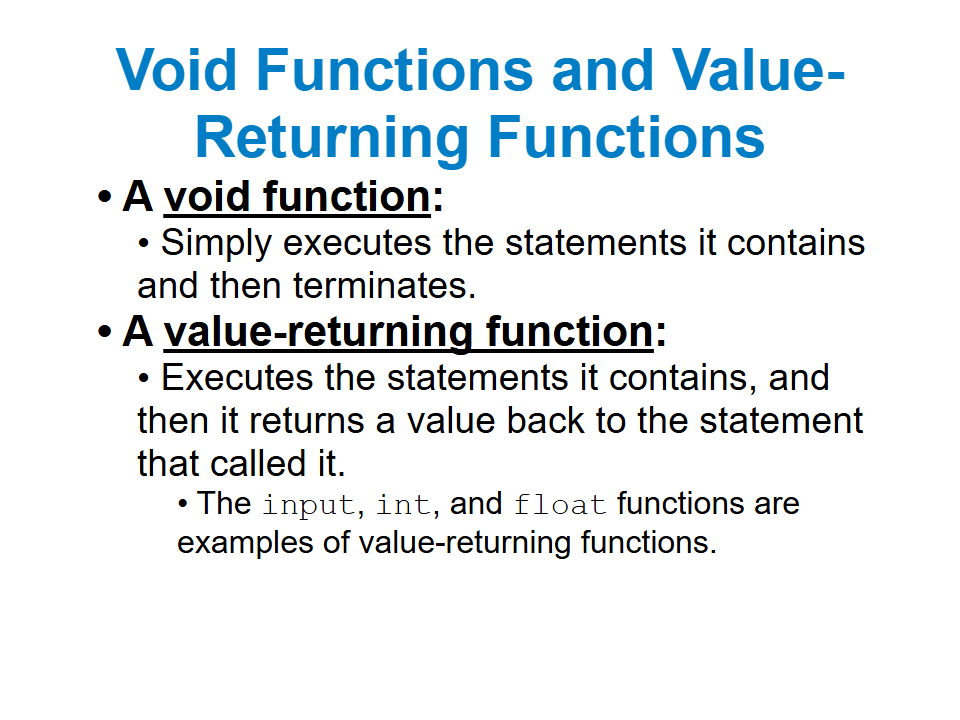 Void Functions and Value-
Returning Functions
• A void function:
• Simply executes the statements it contains
and then terminates.
• A value-returning function:
• Executes the statements it contains, and
then it returns a value back to the statement
that called it.
• The input, int, and float functions are
examples of value-returning functions.